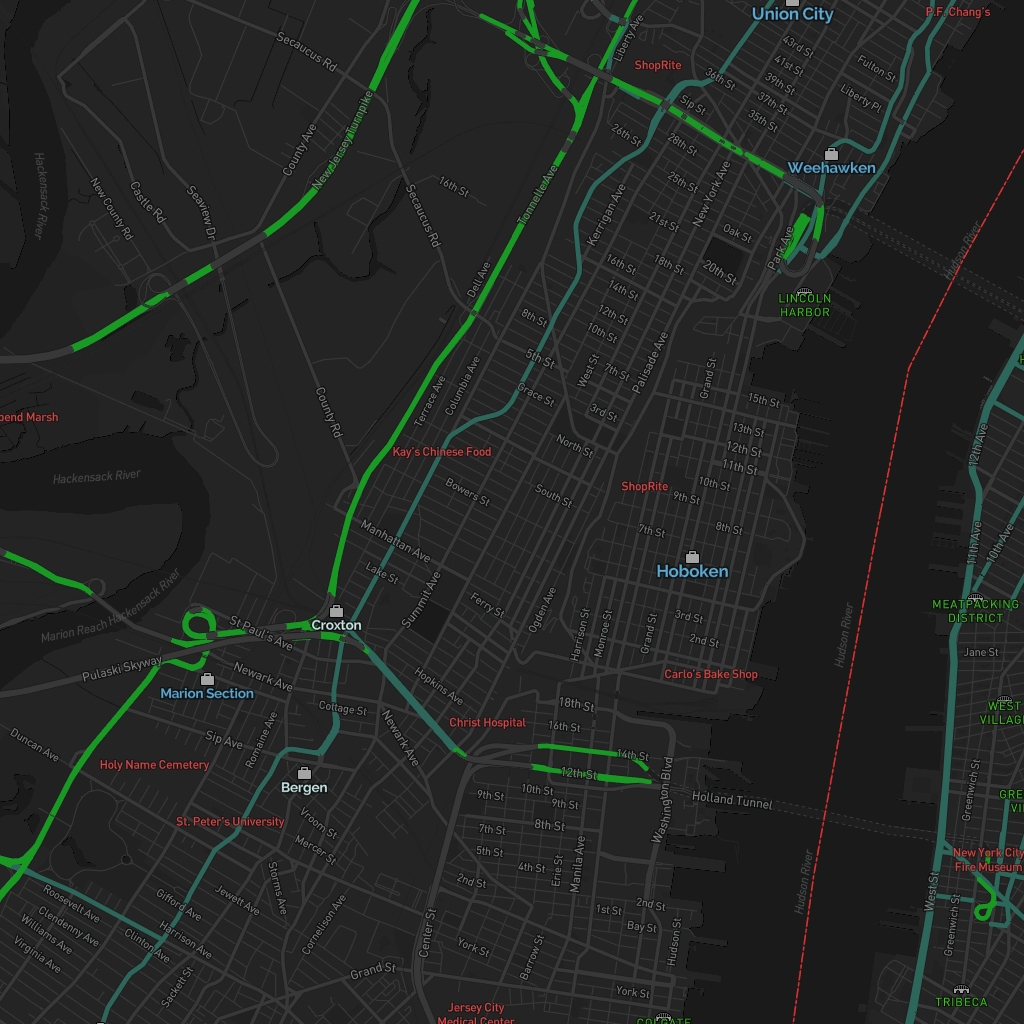 Union City
P.F. Chang's
Liberty Ave
Secaucus Rd
43rd St
ShopRite
41st St
Fulton St
36th St
39th St
New Jersey Turnpike
37th St
Liberty Pl
Sip St
35th St
26th St
28th St
County Ave
Hackensack River
Weehawken
New County Rd
Castle Rd
Seaview Dr
Secaucus Rd
16th St
Tonnelle Ave
25th St
New York Ave
Kerrigan Ave
21st St
Oak St
Park Ave
Hudson River
16th St
18th St
20th St
Dell Ave
14th St
LINCOLN
HARBOR
8th St
12th St
10th St
5th St
West St
7th St
Palisade Ave
Grand St
Terrace Ave
Columbia Ave
Grace St
3rd St
15th St
County Rd
pend Marsh
13th St
12th Ave
North St
12th St
Kay's Chinese Food
11th St
Hackensack River
Bowers St
South St
ShopRite
10th St
9th St
Manhattan Ave
7th St
8th St
11th Ave
10th Ave
Lake St
Hoboken
Marion Reach Hackensack River
Summit Ave
Ferry St
Ogden Ave
MEATPACKING
DISTRICT
Croxton
St Paul's Ave
Harrison St
Monroe St
Grand St
3rd St
2nd St
Hudson River
Jane St
Pulaski Skyway
Newark Ave
Marion Section
Hopkins Ave
Carlo's Bake Shop
Cottage St
18th St
WEST
VILLAGE
Christ Hospital
16th St
Duncan Ave
Sip Ave
Romaine Ave
Newark Ave
14th St
Holy Name Cemetery
12th St
Washington Blvd
Bergen
10th St
9th St
9th St
Holland Tunnel
Greenwich St
GRE
VI
St. Peter's University
Vroom St
7th St
8th St
Mercer St
5th St
4th St
Erie St
Manila Ave
New York City
Fire Museum
Hudson River
2nd St
Storms Ave
Roosevelt Ave
Gifford Ave
Jewett Ave
Cornelison Ave
Center St
1st St
2nd St
Bay St
Hudson St
West St
Greenwich St
Clendenny Ave
Williams Ave
Virginia Ave
Clinton Ave
Harrison Ave
York St
Barrow St
Grand St
Sackett St
York St
TRIBECA
Jersey City
Medical Center
COLGATE